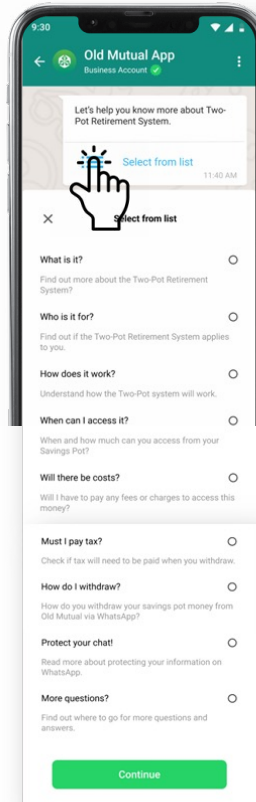 9:30
Old Mutual App
Business Account
Let's help you know more about Two-
Pot Retirement System.
Select from list
11:40 AM
Select from list
What is it?
Find out more about the Two-Pot Retirement
System?
Who is it for?
Find out if the Two-Pot Retirement System applies
to you.
How does it work?
Understand how the Two-Pot system will work.
When can I access it?
When and how much can you access from your
Savings Pot?
Will there be costs?
Will I have to pay any fees or charges to access this
money?
Must I pay tax?
Check if tax will need to be paid when you withdraw.
How do I withdraw?
How do you withdraw your savings pot money from
Old Mutual via WhatsApp?
Protect your chat!
Read more about protecting your information on
WhatsApp.
More questions?
Find out where to go for more questions and
answers.
Continue